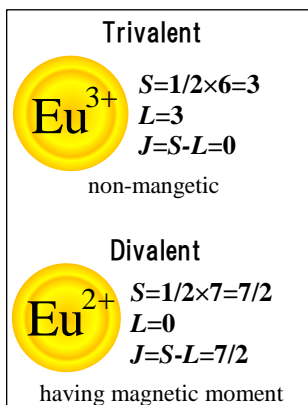 Trivalent
Eu3+
S=1/2×6=3
L=3
J=S-L=0
non-mangetic
Divalent
Eu2+
S=1/2×7=7/2
L=0
J=S-L=7/2
having magnetic moment